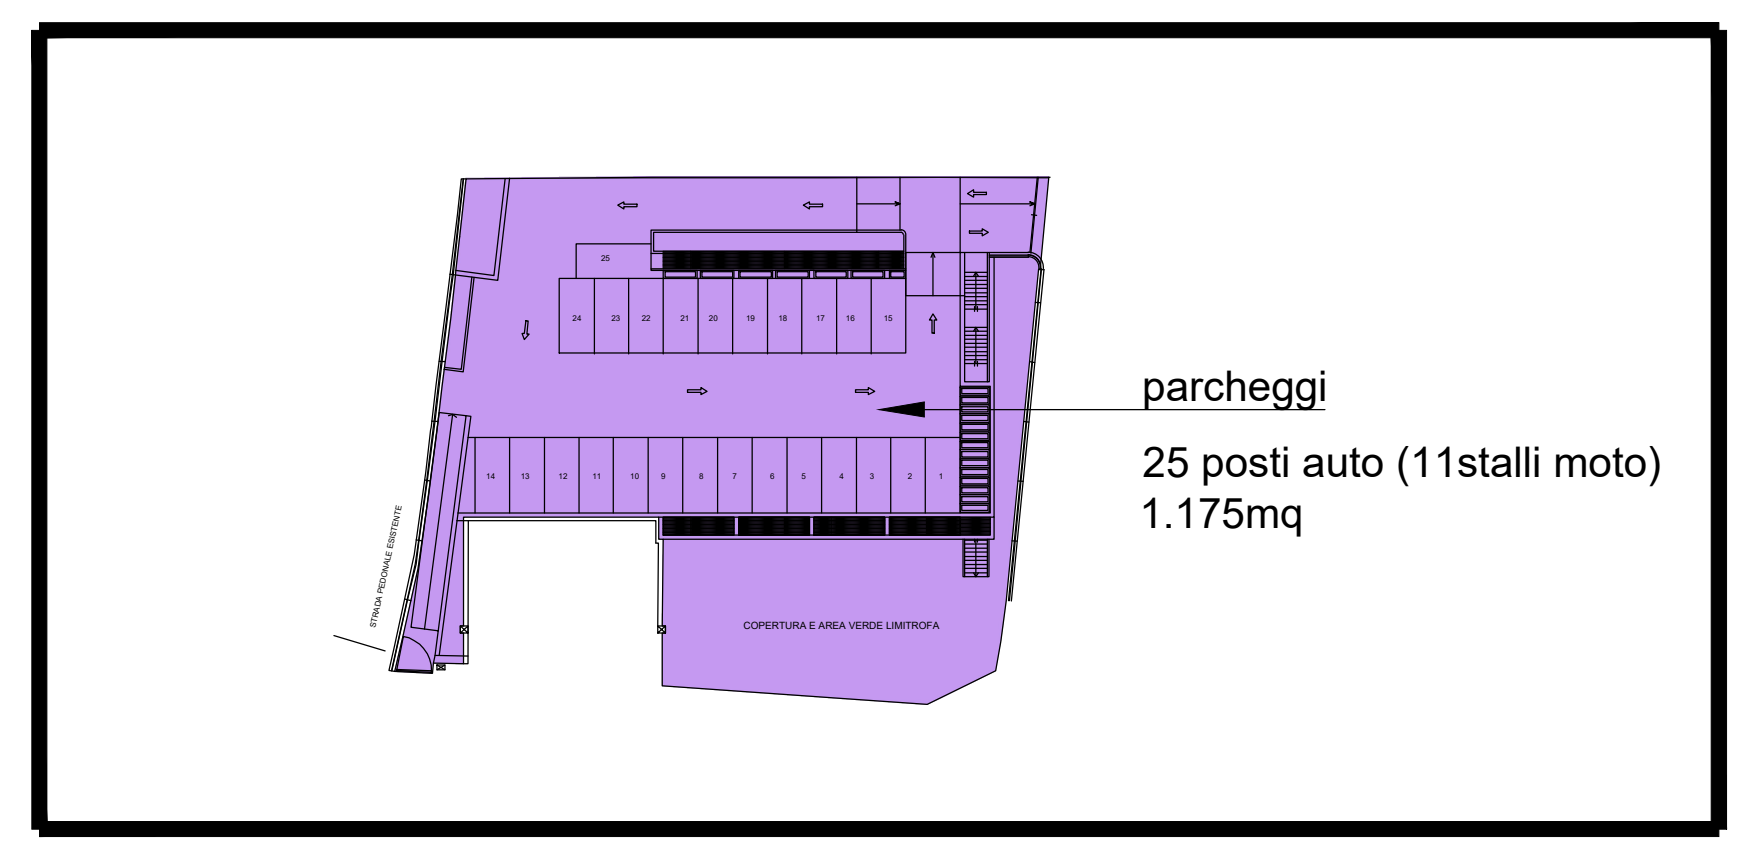 25
24 23 22 21 20 19 18 17 16 15
parcheggi
14 13 12 11 10 9 8 7 6 5 4 3 2 1
25 posti auto (11stalli moto)
1.175mq
STRADA PEDONALE ESISTENTE
COPERTURA E AREA VERDE LIMITROFA